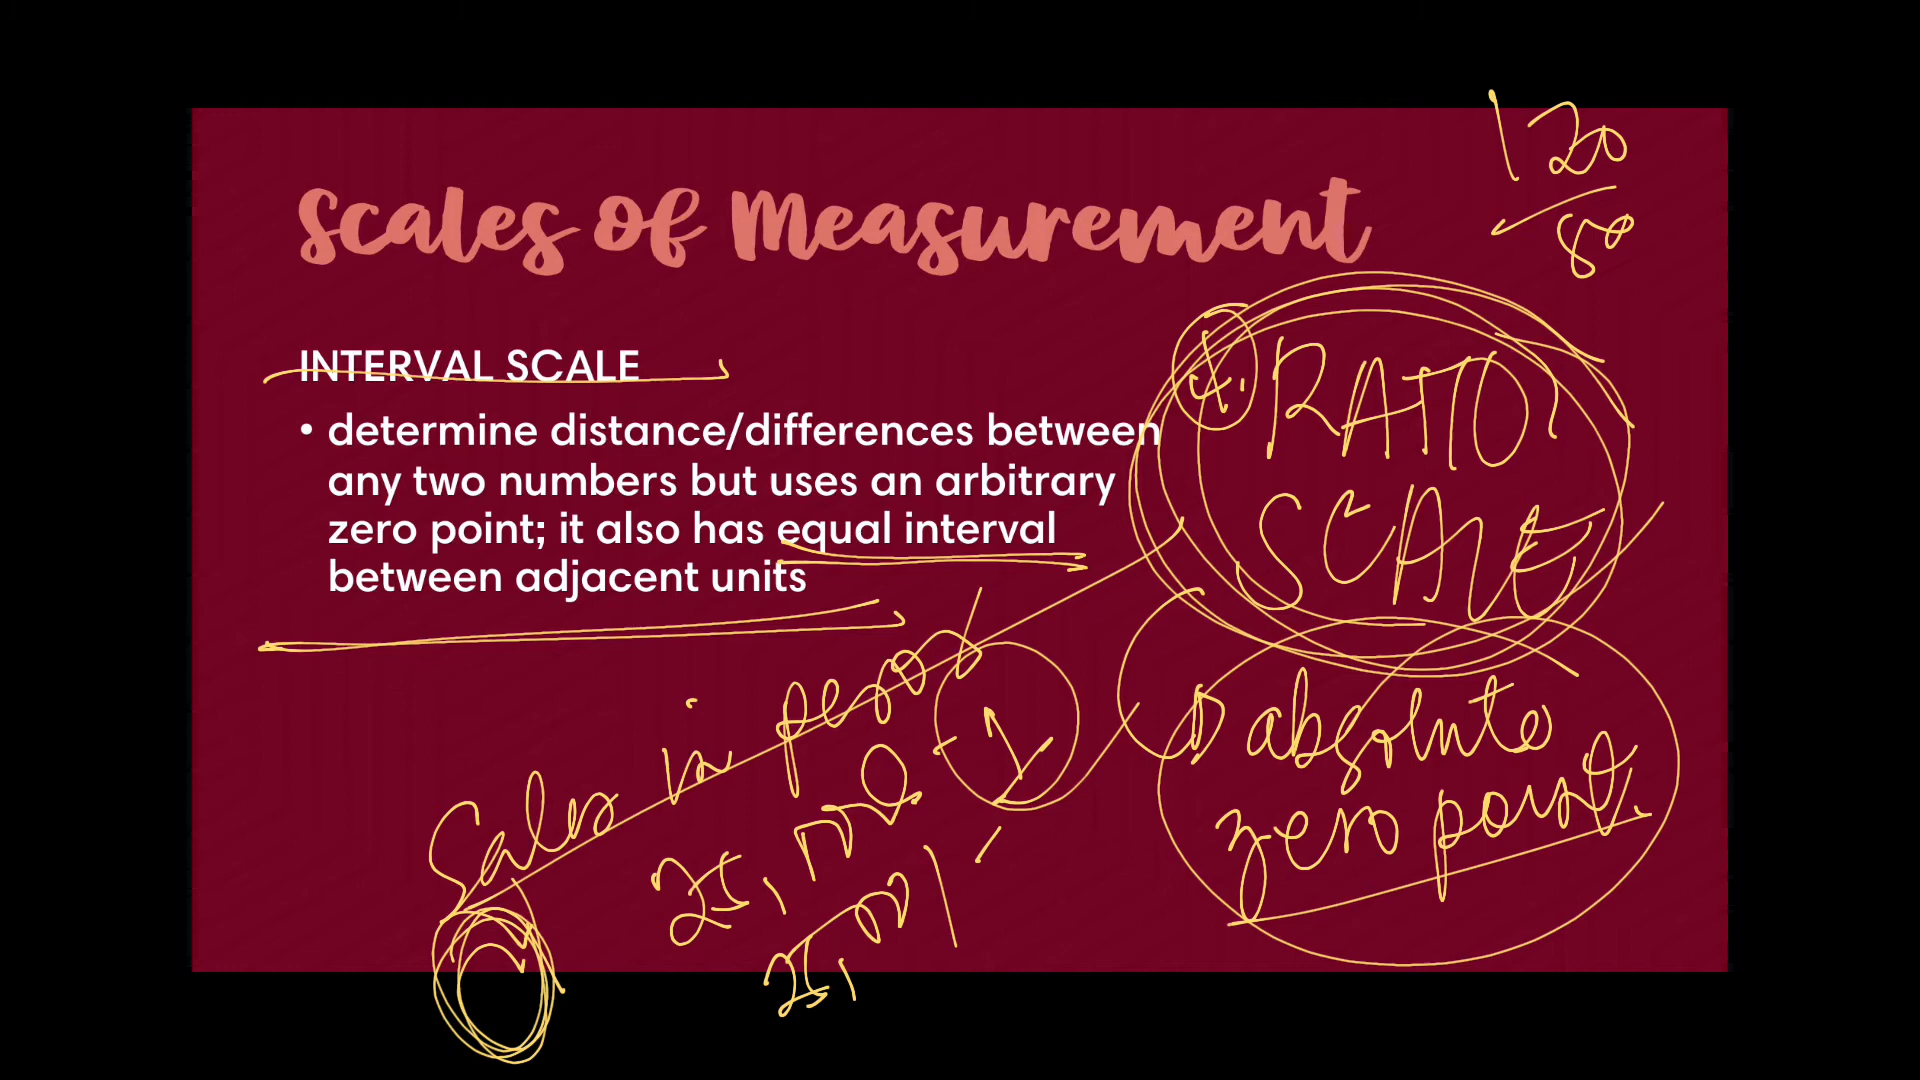 120
80
Scales of Measurement
INTERVAL SCALE
• determine distance/differences between
any two numbers but uses an arbitrary
zero point; it also has equal interval
between adjacent units
4. RATIO
SCALE
absolute
zero point.
Sales in pesos
25,000 - 1
25,001 -
0